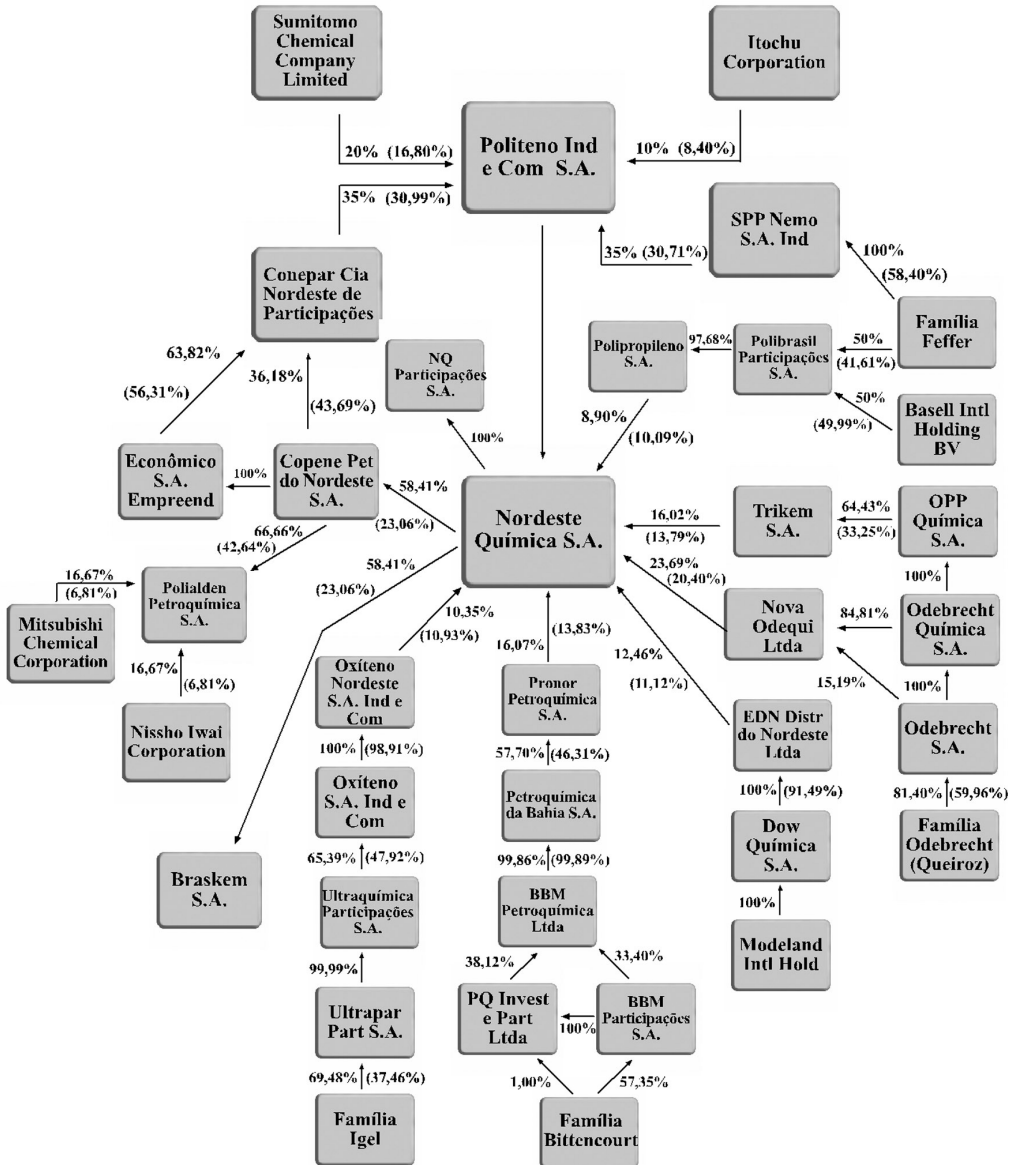 Sumitomo
Chemical
Company
Limited
Itochu
Corporation
Politeno Ind
e Com S.A.
20% (16,80%)
10% (8,40%)
35% (30,99%)
SPP Nemo
S.A. Ind
35% (30,71%)
100%
(58,40%)
Conepar Cia
Nordeste de
Participações
Família
Feffer
Polipropileno
S.A.
97,68%
Polibrasil
Participações
S.A.
50%
(41,61%)
NQ
Participações
S.A.
63,82%
(56,31%)
36,18%
(43,69%)
50%
(49,99%)
Basell Intl
Holding
BV
8,90%
(10,09%)
100%
Econômico
S.A.
Empreend
100%
Copene Pet
do Nordeste
S.A.
58,41%
(23,06%)
Nordeste
Química S.A.
16,02%
(13,79%)
Trikem
S.A.
64,43%
(33,25%)
OPP
Química
S.A.
66,66%
(42,64%)
58,41%
(23,06%)
23,69%
(20,40%)
100%
16,67%
(6,81%)
Polialden
Petroquímica
S.A.
Mitsubishi
Chemical
Corporation
16,67%
(6,81%)
Nissho Iwai
Corporation
Nova
Odequi
Ltda
84,81%
Odebrecht
Química
S.A.
15,19%
100%
10,35%
(10,93%)
16,07%
(13,83%)
12,46%
(11,12%)
Oxíteno
Nordeste
S.A. Ind e
Com
Pronor
Petroquímica
S.A.
EDN Distr
do Nordeste
Ltda
Odebrecht
S.A.
100% (98,91%)
57,70% (46,31%)
100% (91,49%)
81,40% (59,96%)
Oxíteno
S.A. Ind e
Com
Petroquímica
da Bahia S.A.
Dow
Química
S.A.
Família
Odebrecht
(Queiroz)
65,39% (47,92%)
99,86% (99,89%)
100%
Braskem
S.A.
Ultraquímica
Participações
S.A.
BBM
Petroquímica
Ltda
Modeland
Intl Hold
99,99%
38,12%
33,40%
Ultrapar
Part S.A.
PQ Invest
e Part
Ltda
100%
BBM
Participações
S.A.
69,48% (37,46%)
1,00%
57,35%
Família
Igel
Família
Bittencourt